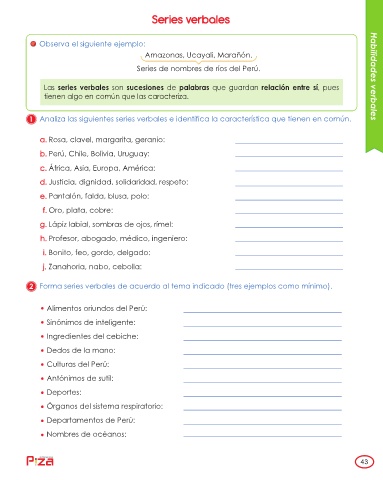 Series verbales
Observa el siguiente ejemplo:
Amazonas, Ucayali, Marañón.
Series de nombres de ríos del Perú.
Las series verbales son sucesiones de palabras que guardan relación entre sí, pues
tienen algo en común que las caracteriza.
Habilidades verbales
1 Analiza las siguientes series verbales e identifica la característica que tienen en común.
a. Rosa, clavel, margarita, geranio:
b. Perú, Chile, Bolivia, Uruguay:
c. África, Asia, Europa, América:
d. Justicia, dignidad, solidaridad, respeto:
e. Pantalón, falda, blusa, polo:
f. Oro, plata, cobre:
g. Lápiz labial, sombras de ojos, rímel:
h. Profesor, abogado, médico, ingeniero:
i. Bonito, feo, gordo, delgado:
j. Zanahoria, nabo, cebolla:
2 Forma series verbales de acuerdo al tema indicado (tres ejemplos como mínimo).
• Alimentos oriundos del Perú:
• Sinónimos de inteligente:
• Ingredientes del cebiche:
• Dedos de la mano:
• Culturas del Perú:
• Antónimos de sutil:
• Deportes:
• Órganos del sistema respiratorio:
• Departamentos de Perú:
• Nombres de océanos:
Pizza
43